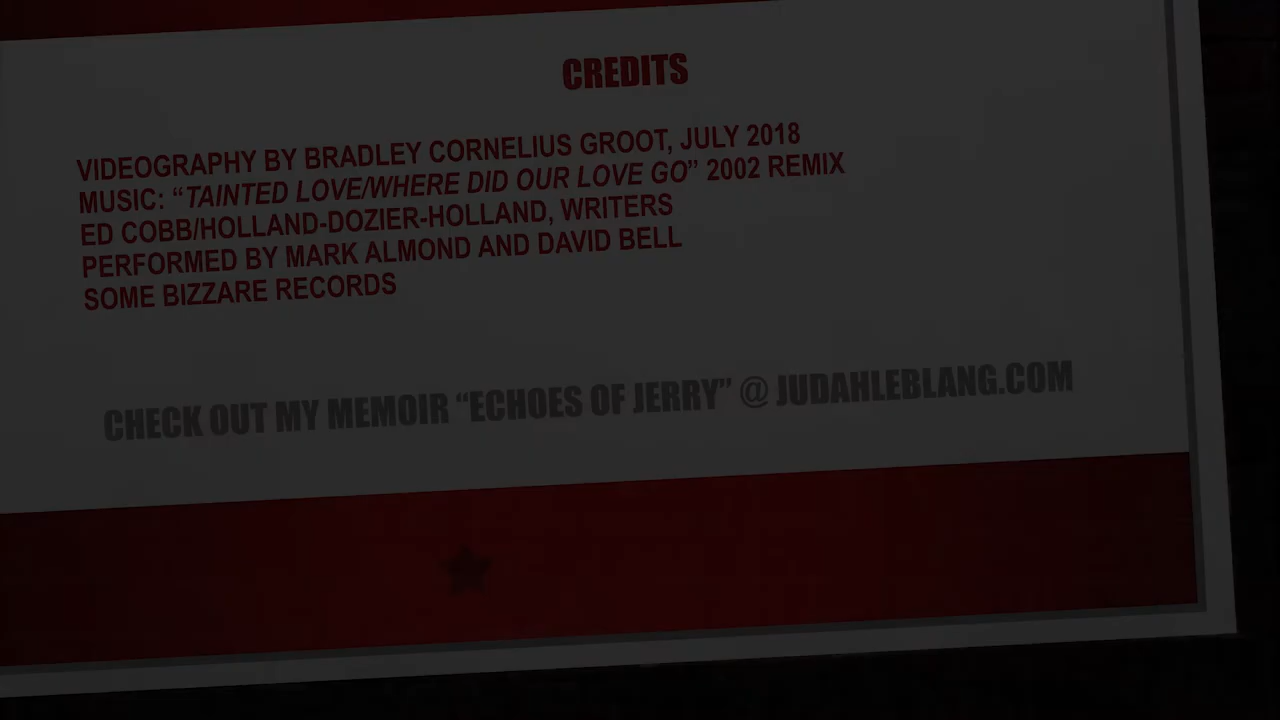 CREDITS
VIDEOGRAPHY BY BRADLEY CORNELIUS GROOT, JULY 2018
MUSIC: “TAINTED LOVE/WHERE DID OUR LOVE GO” 2002 REMIX
ED COBB/HOLLAND-DOZIER-HOLLAND, WRITERS
PERFORMED BY MARK ALMOND AND DAVID BELL
SOME BIZZARE RECORDS
CHECK OUT MY MEMOIR “ECHOES OF JERRY” @ JUDAHLEBLANG.COM